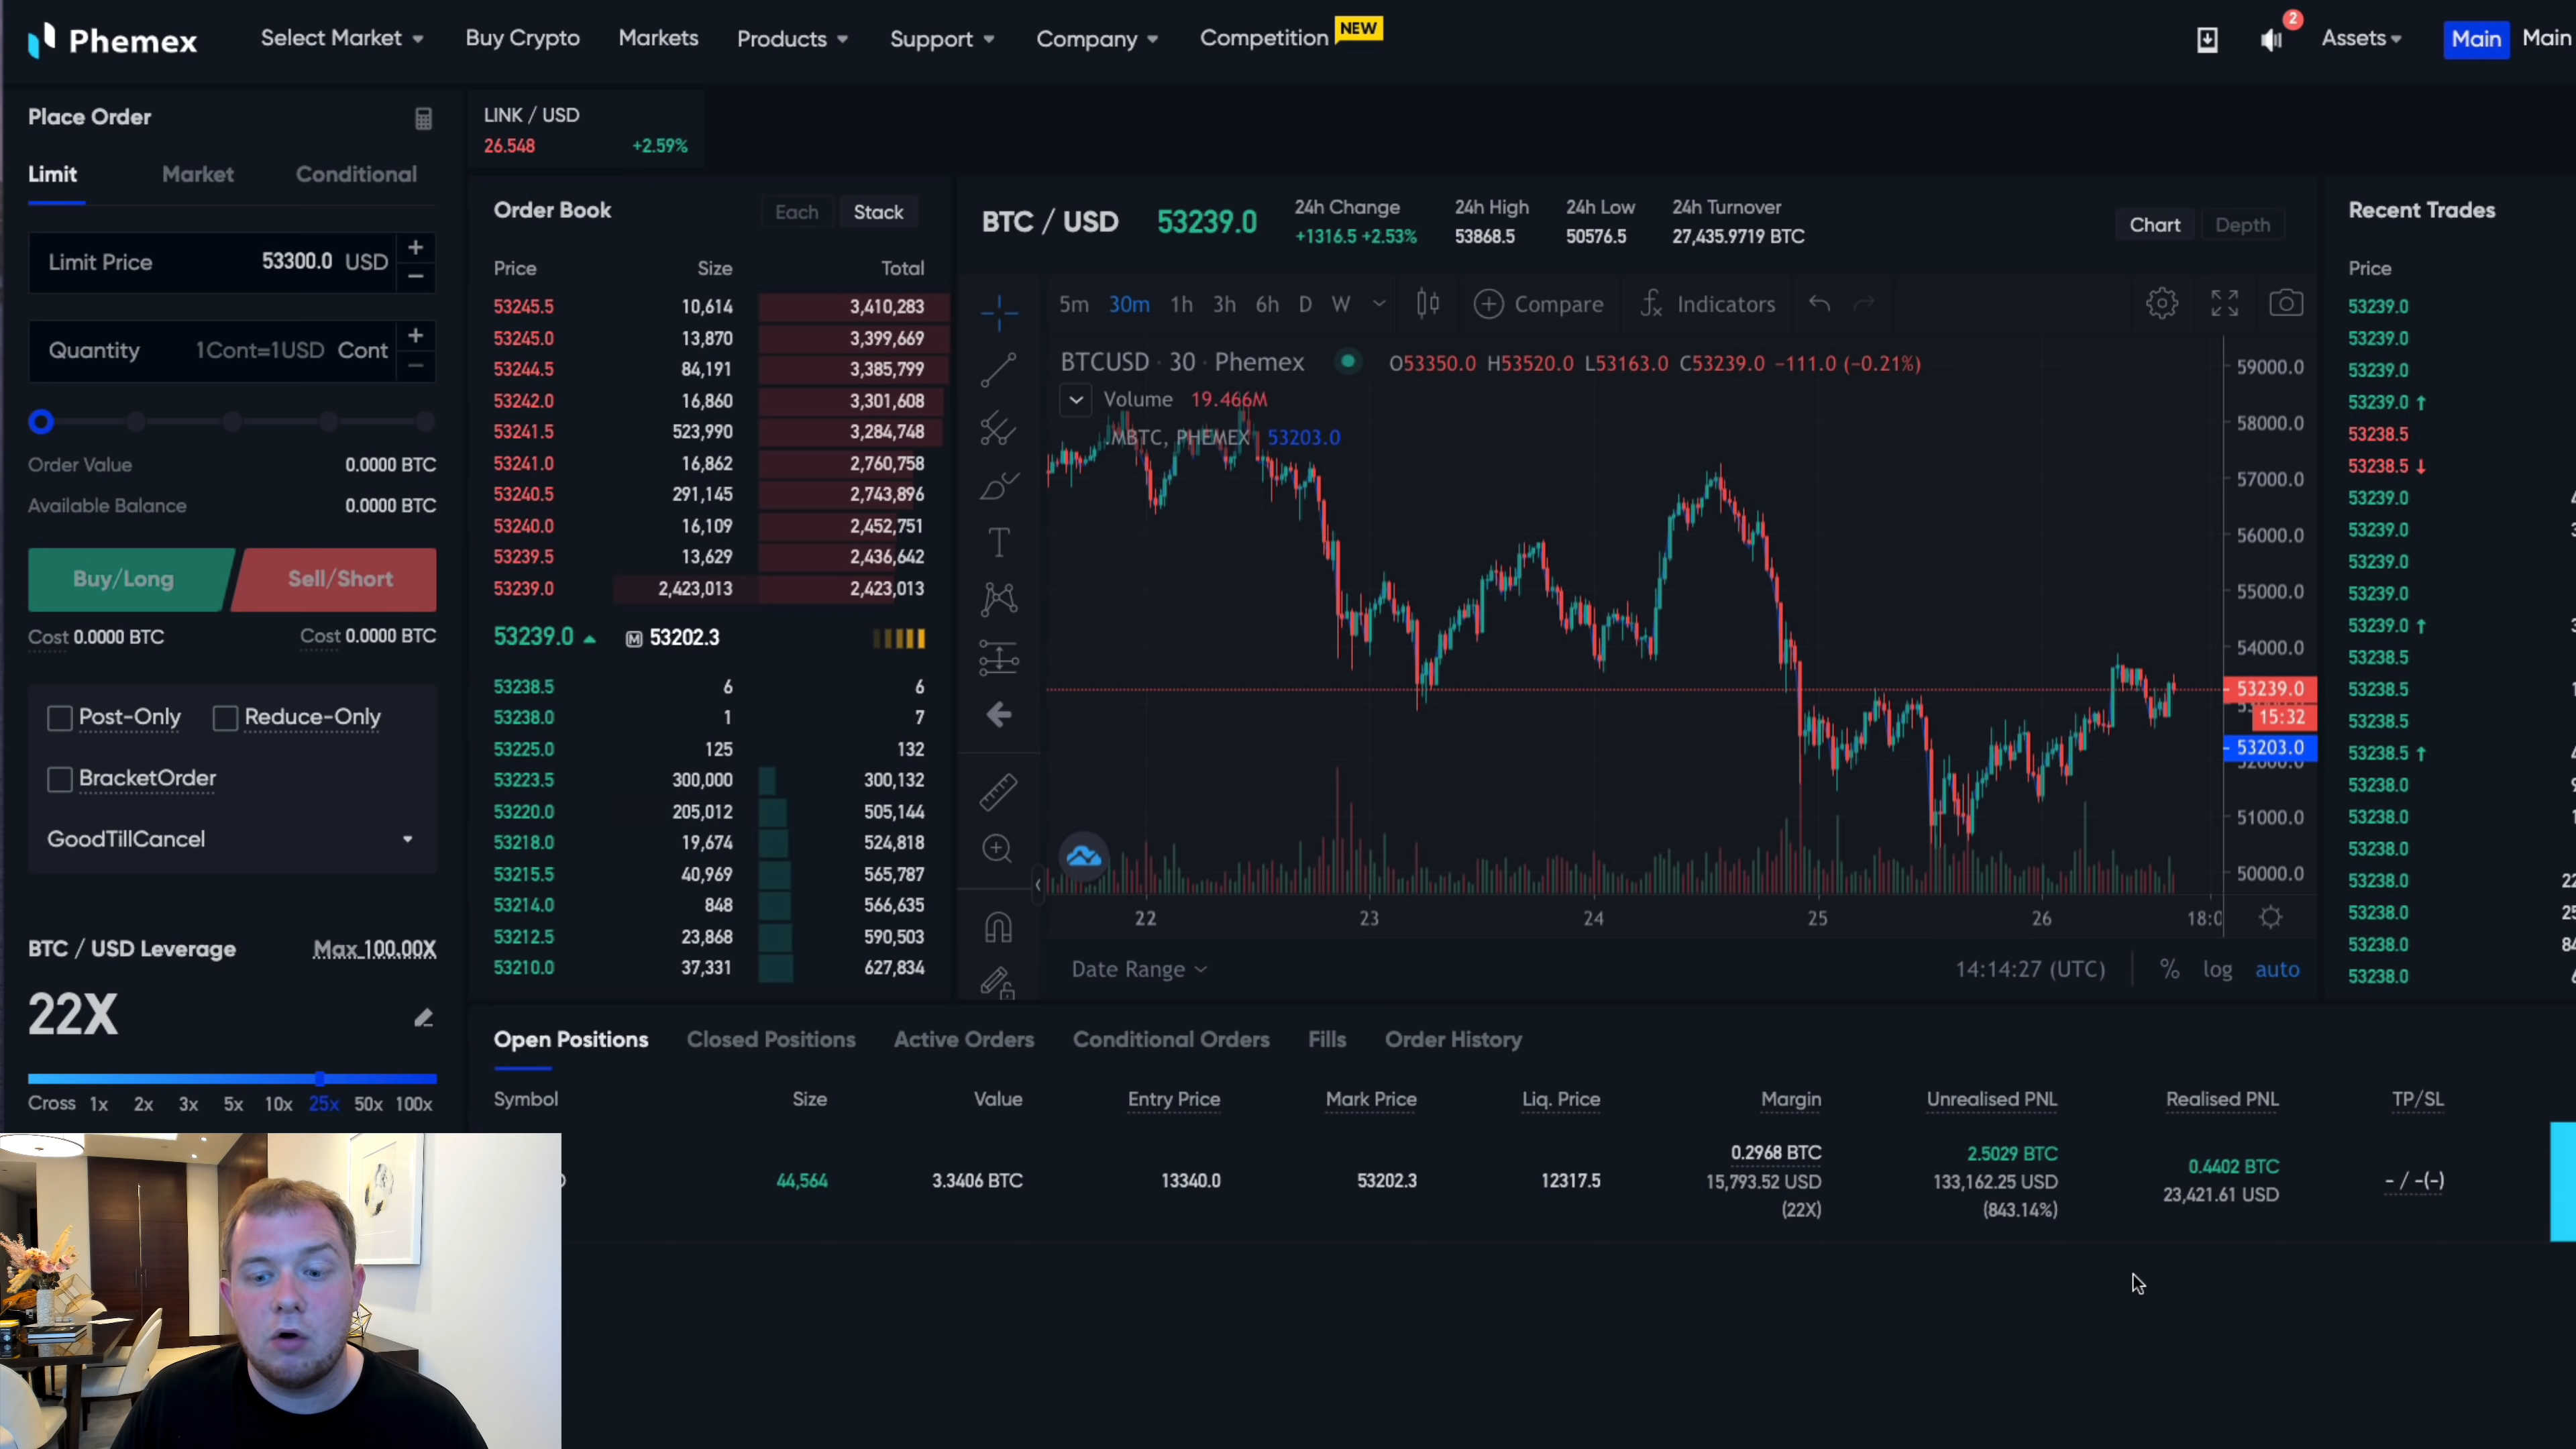 Phemex
Select Market
Buy Crypto
Markets
Products
Support
Company
Competition
NEW
2
Assets
Main
Main
Place Order
Limit Market Conditional
Limit Price 53300.0 USD + −
Quantity 1Cont=1USD Cont + −
Order Value 0.0000 BTC
Available Balance 0.0000 BTC
Buy/Long Sell/Short
Cost 0.0000 BTC Cost 0.0000 BTC
Post-Only Reduce-Only
BracketOrder
GoodTillCancel
BTC / USD Leverage Max 100.00X
22X
Cross 1x 2x 3x 5x 10x 25x 50x 100x
LINK / USD
26.548 +2.59%
Order Book Each Stack
Price Size Total
53245.5 10,614 3,410,283
53245.0 13,870 3,399,669
53244.5 84,191 3,385,799
53242.0 16,860 3,301,608
53241.5 523,990 3,284,748
53241.0 16,862 2,760,758
53240.5 291,145 2,743,896
53240.0 16,109 2,452,751
53239.5 13,629 2,436,642
53239.0 2,423,013 2,423,013
53239.0 M 53202.3
53238.5 6 6
53238.0 1 7
53225.0 125 132
53223.5 300,000 300,132
53220.0 205,012 505,144
53218.0 19,674 524,818
53215.5 40,969 565,787
53214.0 848 566,635
53212.5 23,868 590,503
53210.0 37,331 627,834
BTC / USD 53239.0
24h Change 24h High 24h Low 24h Turnover
+1316.5 +2.53% 53868.5 50576.5 27,435.9719 BTC
Chart Depth
5m 30m 1h 3h 6h D W Compare Indicators
BTCUSD · 30 · Phemex O53350.0 H53520.0 L53163.0 C53239.0 −111.0 (−0.21%)
Volume 19.466M
.MBTC, PHEMEX 53203.0
59000.0
58000.0
57000.0
56000.0
55000.0
54000.0
53239.0
15:32
53203.0
52000.0
51000.0
50000.0
22 23 24 25 26 18:0
Date Range 14:14:27 (UTC) % log auto
Recent Trades
Price
53239.0
53239.0
53239.0
53239.0 ↑
53238.5
53238.5 ↓
53239.0
53239.0
53239.0
53239.0
53239.0 ↑
53238.5
53238.5
53238.5
53238.5 ↑
53238.0
53238.0
53238.0
53238.0 22
53238.0 25
53238.0 84
53238.0
Open Positions Closed Positions Active Orders Conditional Orders Fills Order History
Symbol Size Value Entry Price Mark Price Liq. Price Margin Unrealised PNL Realised PNL TP/SL
44,564 3.3406 BTC 13340.0 53202.3 12317.5
0.2968 BTC
15,793.52 USD
(22X)
2.5029 BTC
133,162.25 USD
(843.14%)
0.4402 BTC
23,421.61 USD
- / -(-)